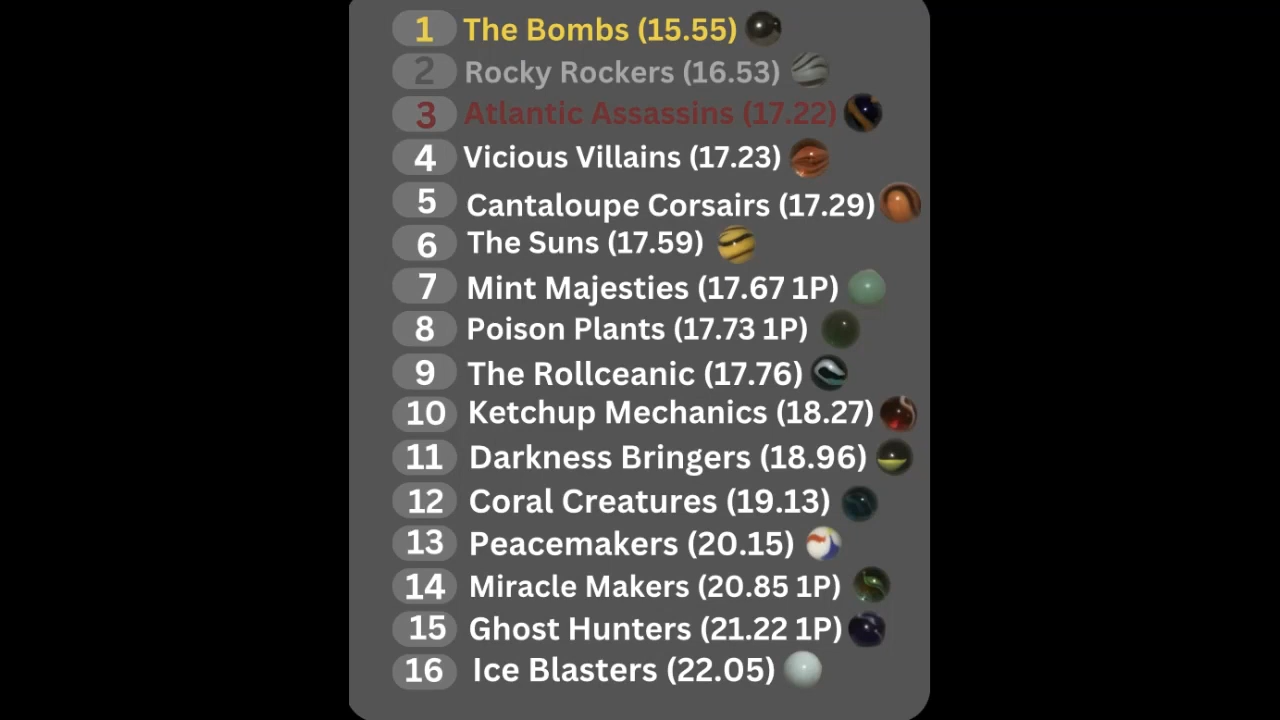 1 The Bombs (15.55)
2 Rocky Rockers (16.53)
3 Atlantic Assassins (17.22)
4 Vicious Villains (17.23)
5 Cantaloupe Corsairs (17.29)
6 The Suns (17.59)
7 Mint Majesties (17.67 1P)
8 Poison Plants (17.73 1P)
9 The Rollceanic (17.76)
10 Ketchup Mechanics (18.27)
11 Darkness Bringers (18.96)
12 Coral Creatures (19.13)
13 Peacemakers (20.15)
14 Miracle Makers (20.85 1P)
15 Ghost Hunters (21.22 1P)
16 Ice Blasters (22.05)